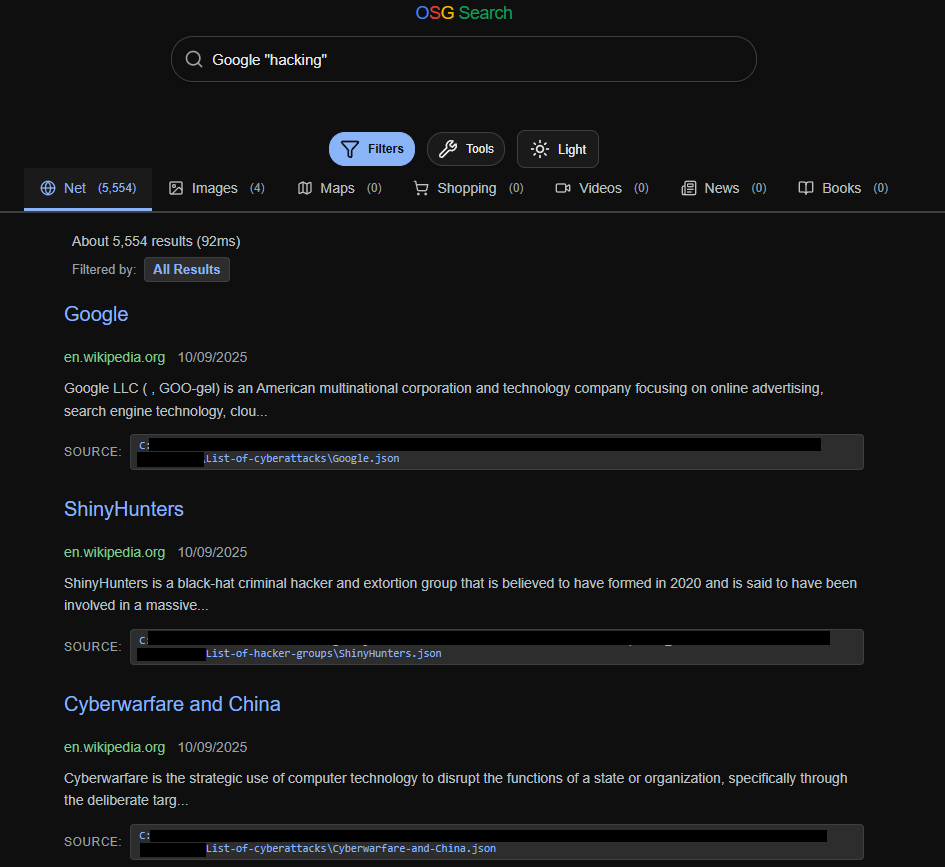 OSG Search
Google "hacking"
Filters
Tools
Light
Net (5,554)
Images (4)
Maps (0)
Shopping (0)
Videos (0)
News (0)
Books (0)
About 5,554 results (92ms)
Filtered by: All Results
Google
en.wikipedia.org 10/09/2025
Google LLC ( , GOO-gəl) is an American multinational corporation and technology company focusing on online advertising,
search engine technology, clou...
SOURCE: C:
List-of-cyberattacks\Google.json
ShinyHunters
en.wikipedia.org 10/09/2025
ShinyHunters is a black-hat criminal hacker and extortion group that is believed to have formed in 2020 and is said to have been
involved in a massive...
SOURCE: C:
List-of-hacker-groups\ShinyHunters.json
Cyberwarfare and China
en.wikipedia.org 10/09/2025
Cyberwarfare is the strategic use of computer technology to disrupt the functions of a state or organization, specifically through
the deliberate targ...
SOURCE: C:
List-of-cyberattacks\Cyberwarfare-and-China.json